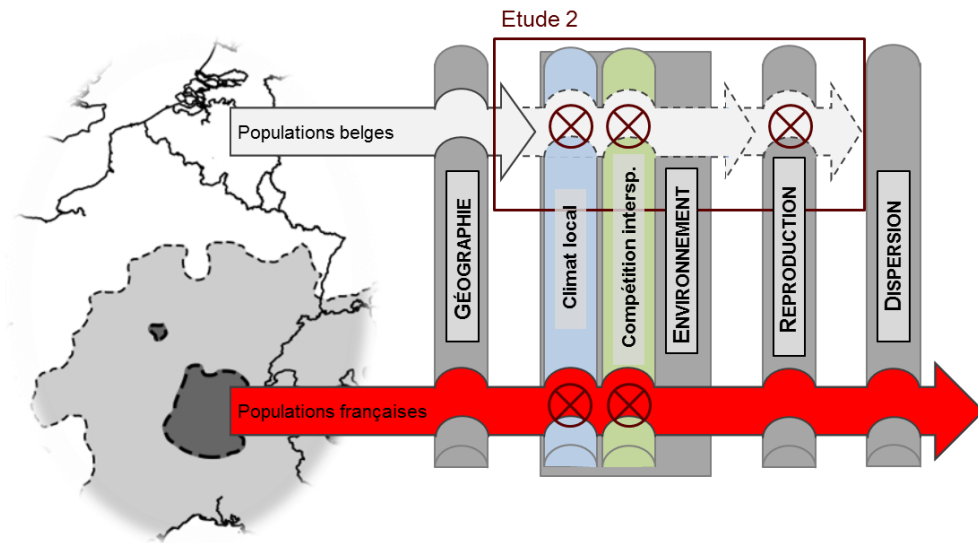 Etude 2
Populations belges
GÉOGRAPHIE
Climat local
Compétition intersp.
ENVIRONNEMENT
REPRODUCTION
DISPERSION
Populations françaises